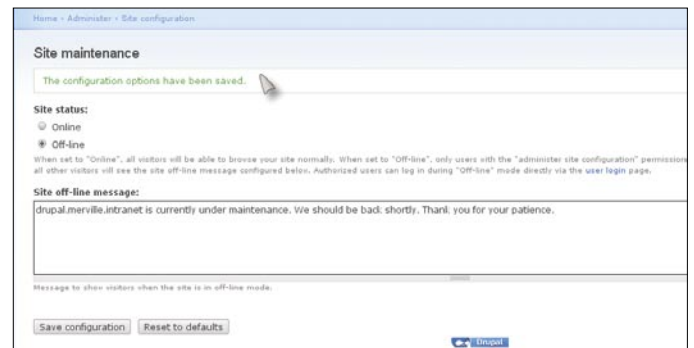 Home › Administer › Site configuration
Site maintenance
The configuration options have been saved.
Site status:
Online
Off-line
When set to "Online", all visitors will be able to browse your site normally. When set to "Off-line", only users with the "administer site configuration" permission
all other visitors will see the site off-line message configured below. Authorized users can log in during "Off-line" mode directly via the user login page.
Site off-line message:
drupal.merville.intranet is currently under maintenance. We should be back shortly. Thank you for your patience.
Message to show visitors when the site is in off-line mode.
Save configuration Reset to defaults
Drupal